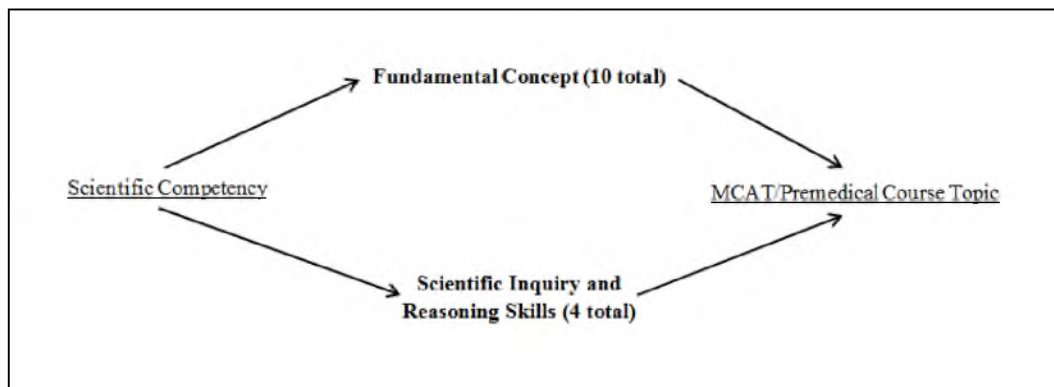 Fundamental Concept (10 total)
Scientific Competency
MCAT/Premedical Course Topic
Scientific Inquiry and
Reasoning Skills (4 total)